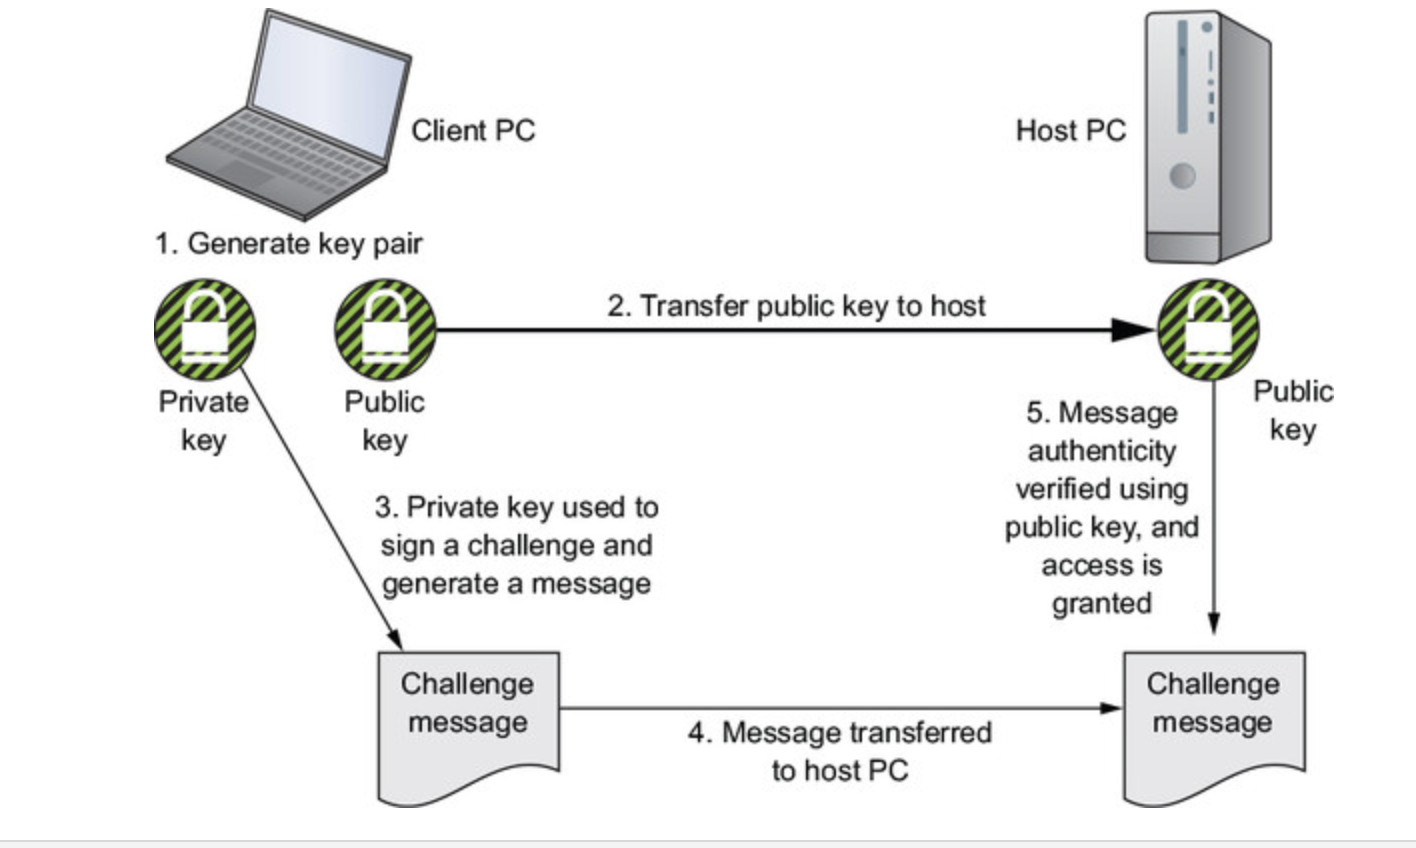 Client PC
Host PC
1. Generate key pair
2. Transfer public key to host
Private
key
Public
key
Public
key
3. Private key used to
sign a challenge and
generate a message
5. Message
authenticity
verified using
public key, and
access is
granted
Challenge
message
4. Message transferred
to host PC
Challenge
message